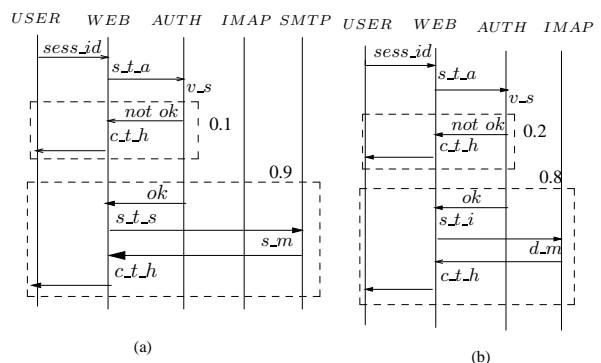 USER WEB AUTH IMAP SMTP
sess_id
s_t_a
v_s
not ok
0.1
c_t_h
0.9
ok
s_t_s
s_m
c_t_h
(a)
USER WEB AUTH IMAP
sess_id
s_t_a
v_s
not ok
0.2
c_t_h
0.8
ok
s_t_i
d_m
c_t_h
(b)